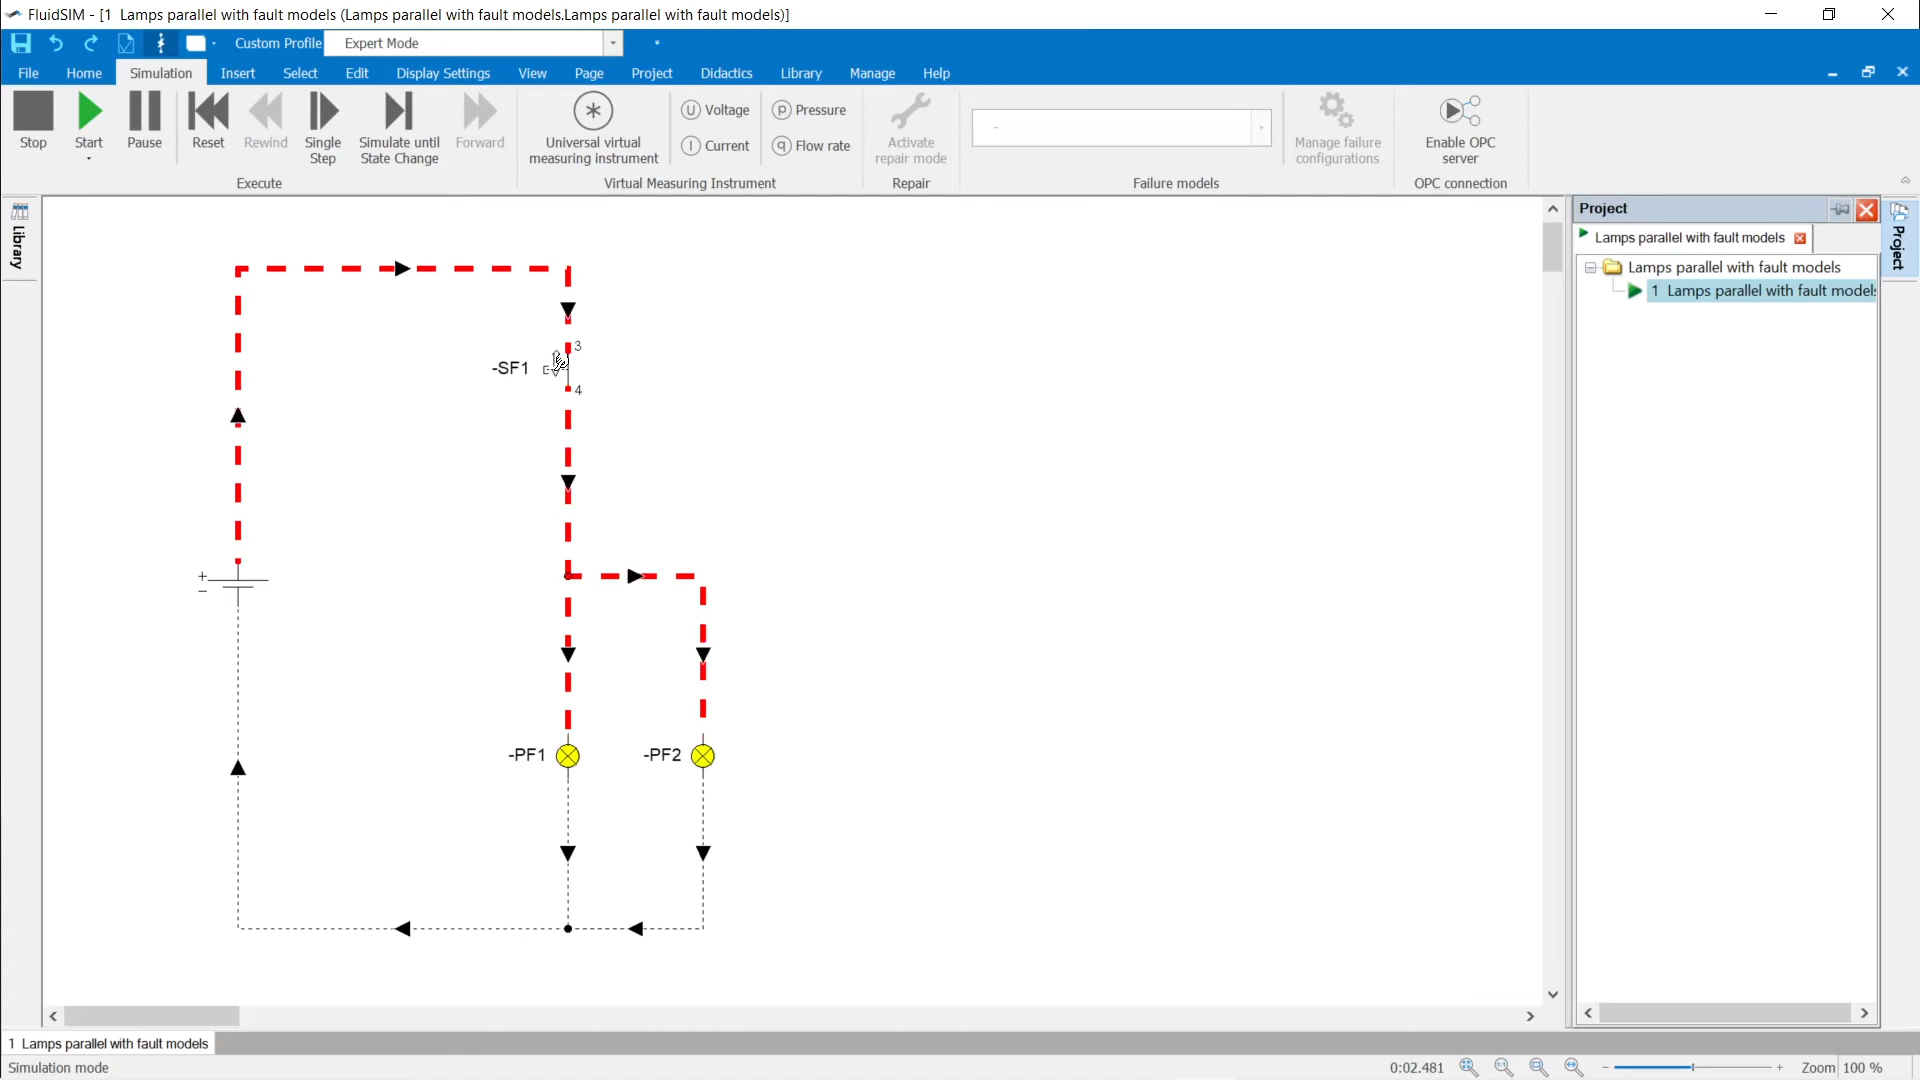 FluidSIM - [1 Lamps parallel with fault models (Lamps parallel with fault models.Lamps parallel with fault models)]
Custom Profile Expert Mode
File Home Simulation Insert Select Edit Display Settings View Page Project Didactics Library Manage Help
Stop
Start
Pause
Reset
Rewind
Single
Step
Simulate until
State Change
Forward
Execute
Universal virtual
measuring instrument
U Voltage
I Current
p Pressure
q Flow rate
Virtual Measuring Instrument
Activate
repair mode
Repair
-
Failure models
Manage failure
configurations
Enable OPC
server
OPC connection
Library
-SF1
3
4
+
−
-PF1
-PF2
Project
Lamps parallel with fault models
Lamps parallel with fault models
1 Lamps parallel with fault models
Project
1 Lamps parallel with fault models
Simulation mode
0:02.481
− +
Zoom 100 %